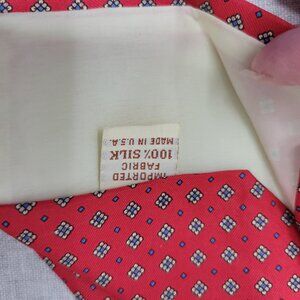 IMPORTED
FABRIC
100% SILK
MADE IN U.S.A.